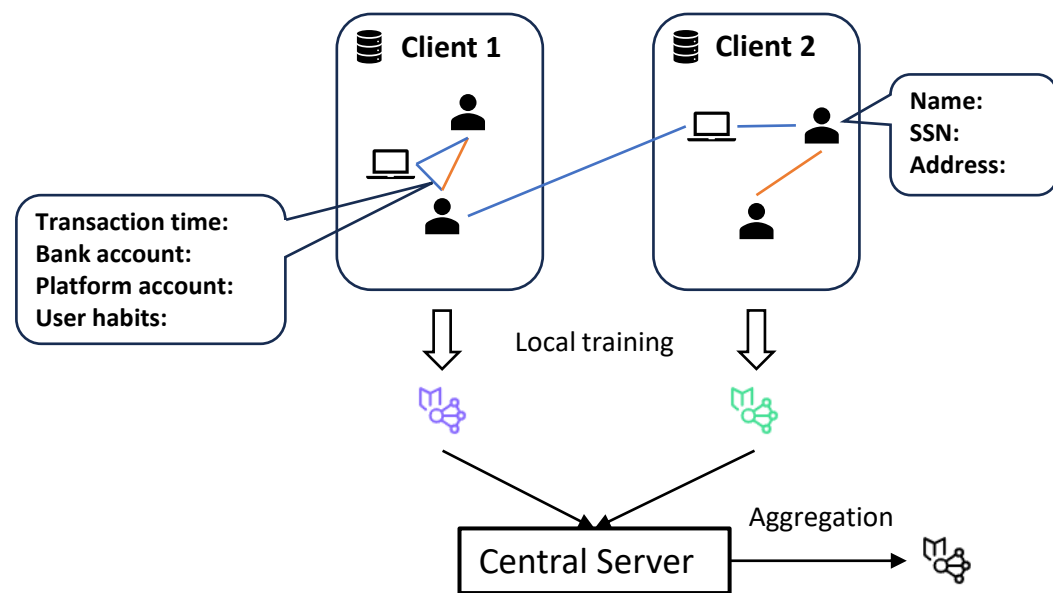 Client 1
Client 2
Name:
SSN:
Address:
Transaction time:
Bank account:
Platform account:
User habits:
Local training
Aggregation
Central Server